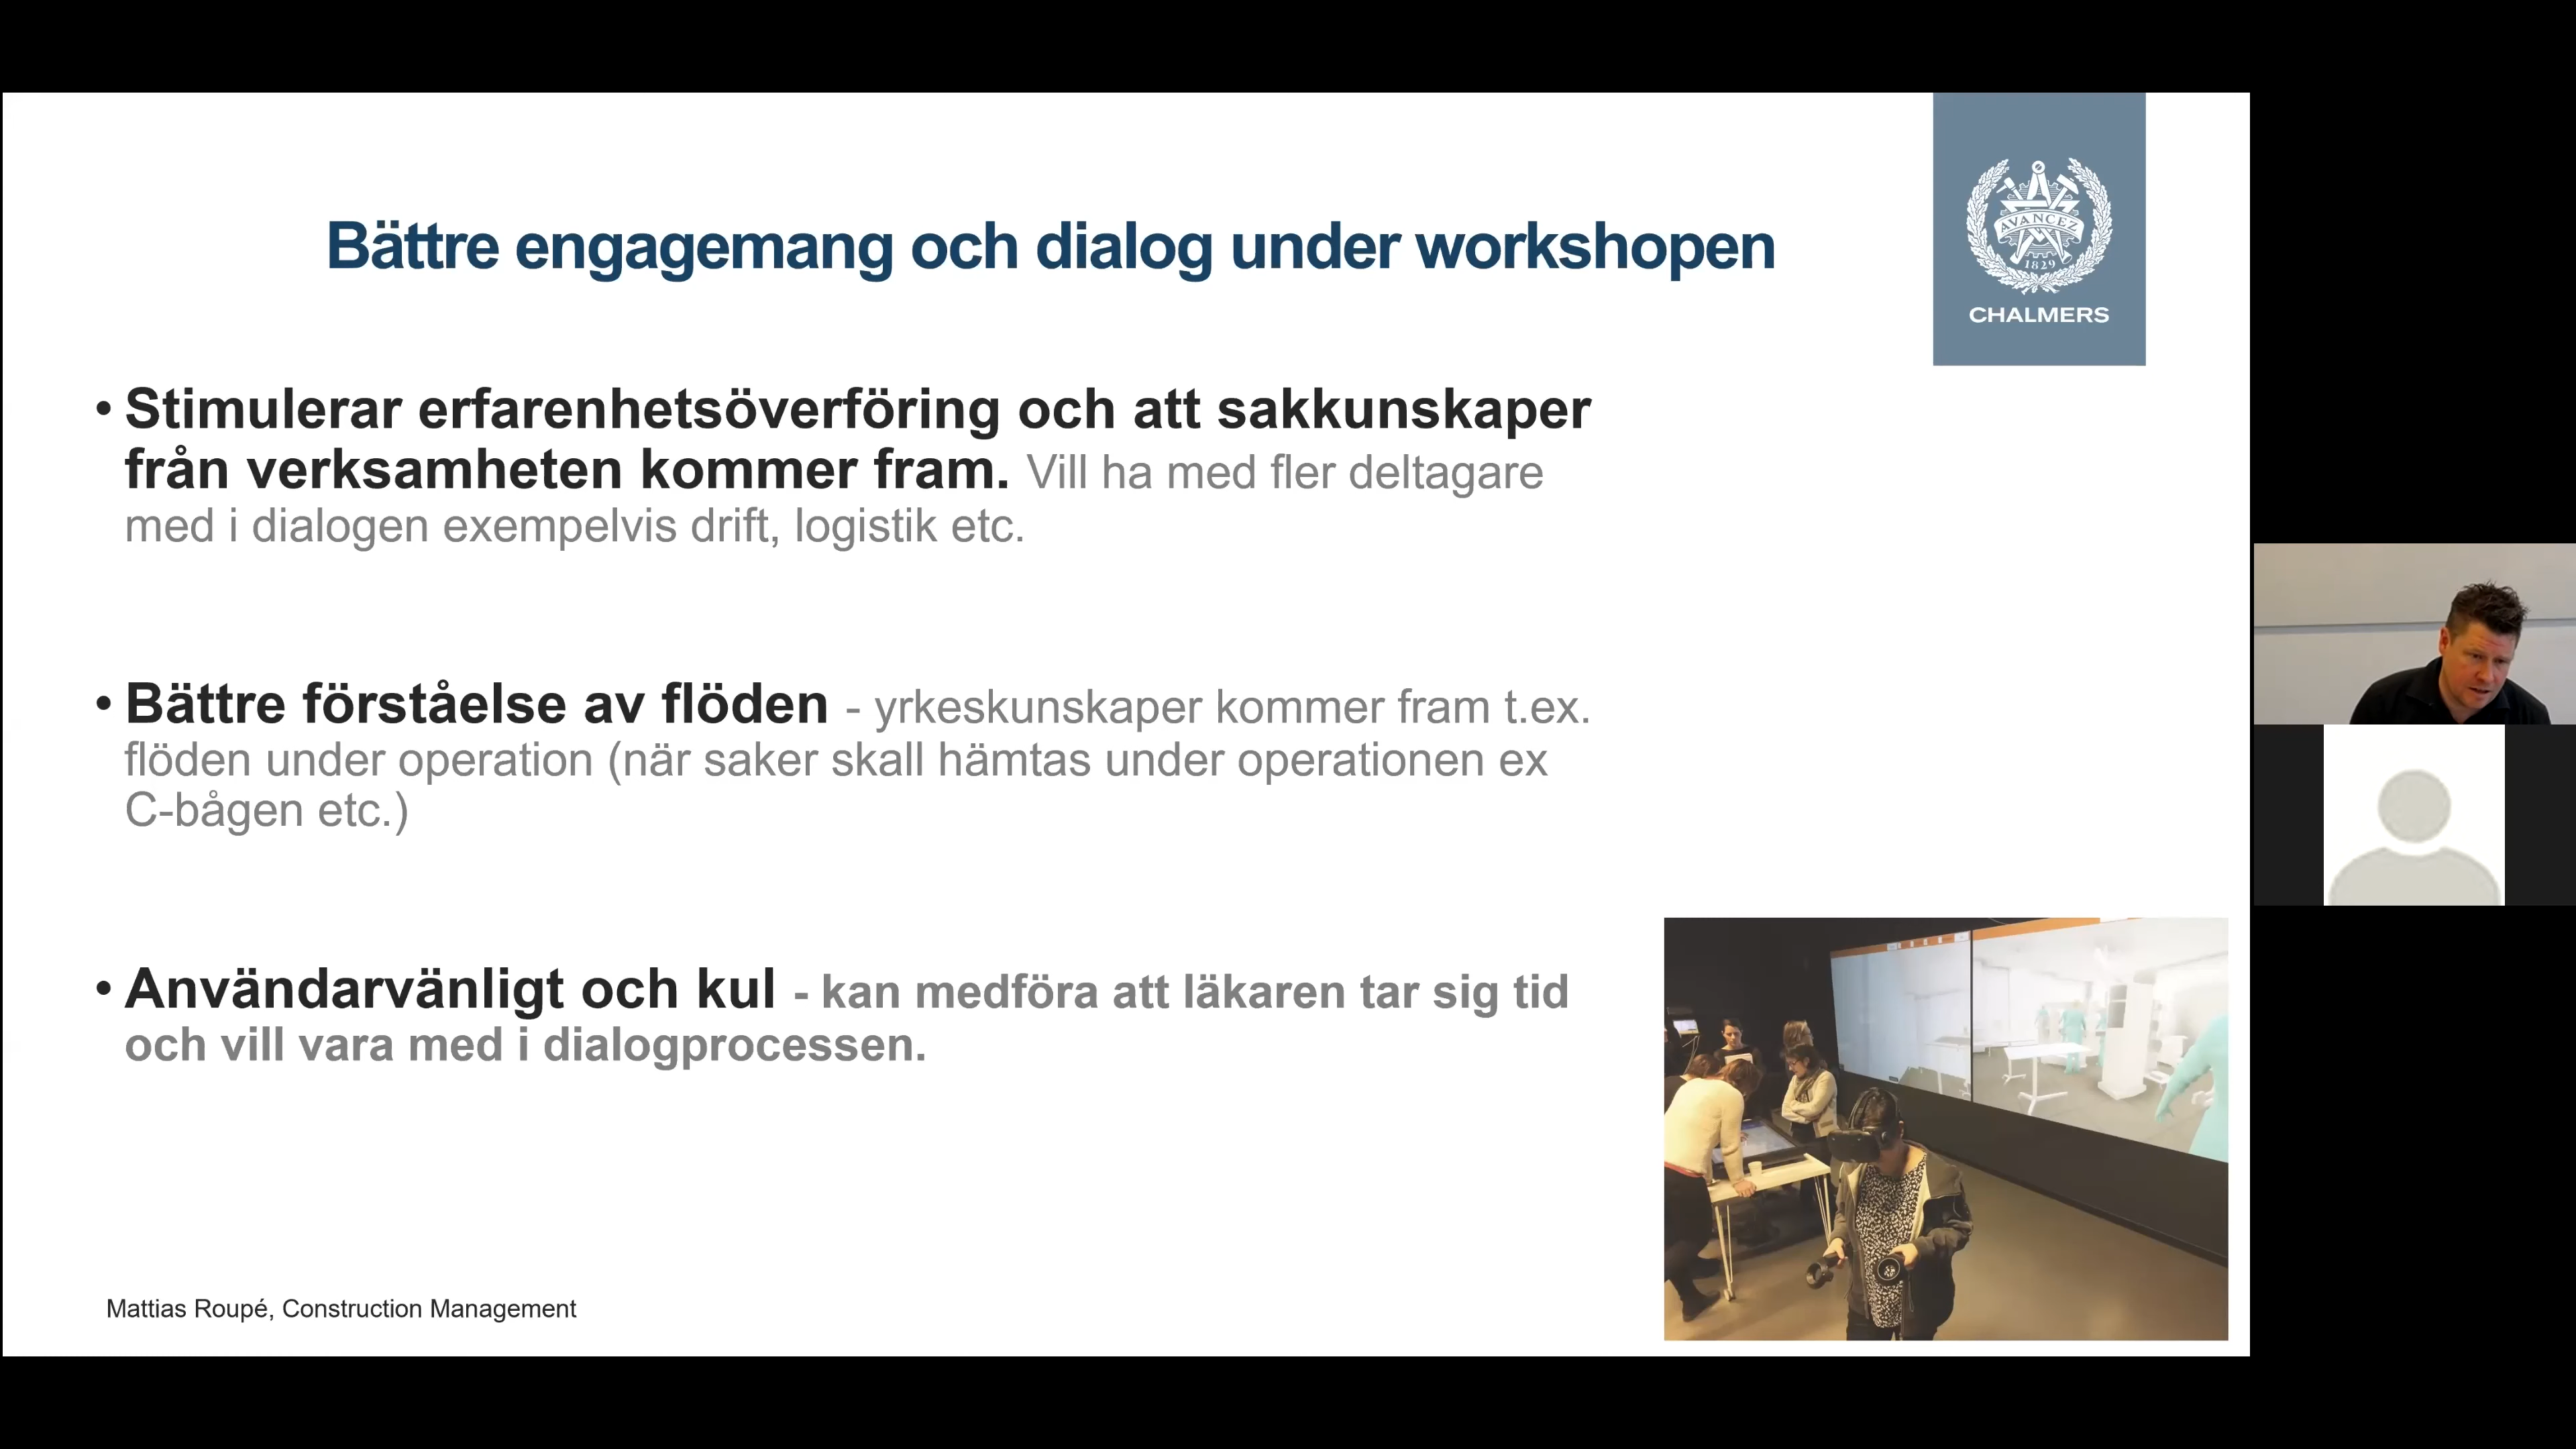 Bättre engagemang och dialog under workshopen
AVANCEZ
1829
CHALMERS
• Stimulerar erfarenhetsöverföring och att sakkunskaper
från verksamheten kommer fram. Vill ha med fler deltagare
med i dialogen exempelvis drift, logistik etc.
• Bättre förståelse av flöden - yrkeskunskaper kommer fram t.ex.
flöden under operation (när saker skall hämtas under operationen ex
C-bågen etc.)
• Användarvänligt och kul - kan medföra att läkaren tar sig tid
och vill vara med i dialogprocessen.
Mattias Roupé, Construction Management